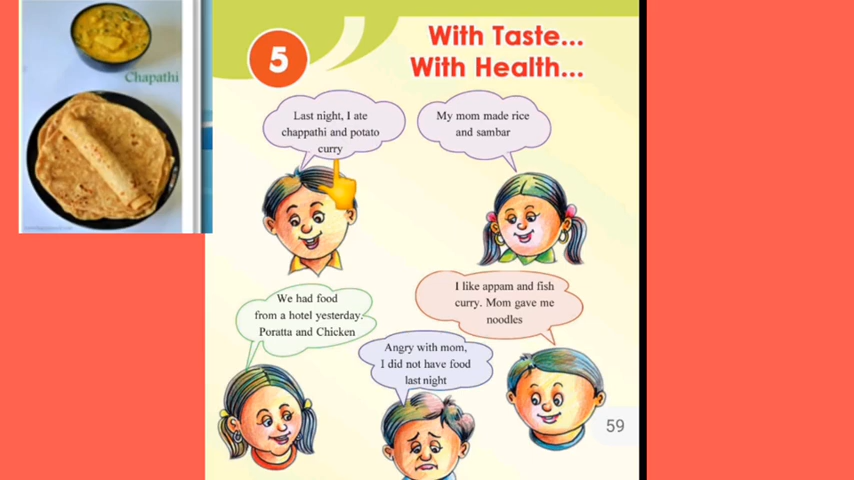 Chapathi
5
With Taste...
With Health...
Last night, I ate
chappathi and potato
curry
My mom made rice
and sambar
We had food
from a hotel yesterday.
Poratta and Chicken
I like appam and fish
curry. Mom gave me
noodles
Angry with mom,
I did not have food
last night
59